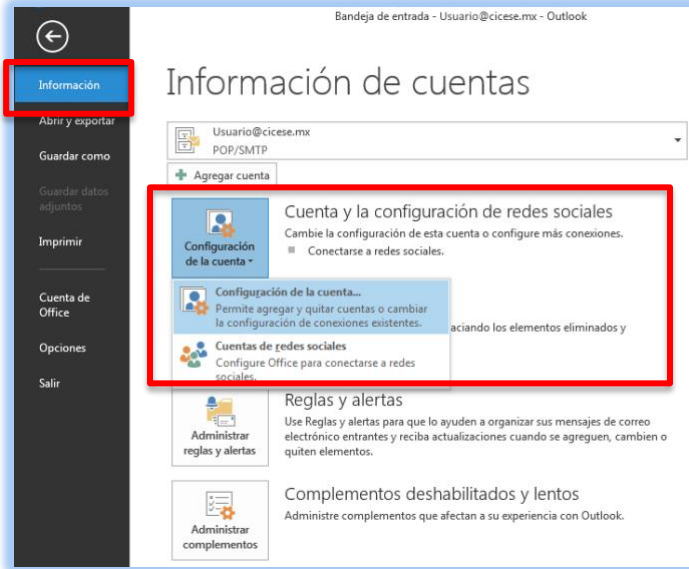 Bandeja de entrada - Usuario@cicese.mx - Outlook
Información
Abrir y exportar
Guardar como
Guardar datos
adjuntos
Imprimir
Cuenta de
Office
Opciones
Salir
Información de cuentas
Usuario@cicese.mx
POP/SMTP
Agregar cuenta
Configuración
de la cuenta
Cuenta y la configuración de redes sociales
Cambie la configuración de esta cuenta o configure más conexiones.
Conectarse a redes sociales.
Configuración de la cuenta...
Permite agregar y quitar cuentas o cambiar
la configuración de conexiones existentes.
aciando los elementos eliminados y
Cuentas de redes sociales
Configure Office para conectarse a redes
sociales.
Administrar
reglas y alertas
Reglas y alertas
Use Reglas y alertas para que lo ayuden a organizar sus mensajes de correo
electrónico entrantes y reciba actualizaciones cuando se agreguen, cambien o
quiten elementos.
Administrar
complementos
Complementos deshabilitados y lentos
Administre complementos que afectan a su experiencia con Outlook.